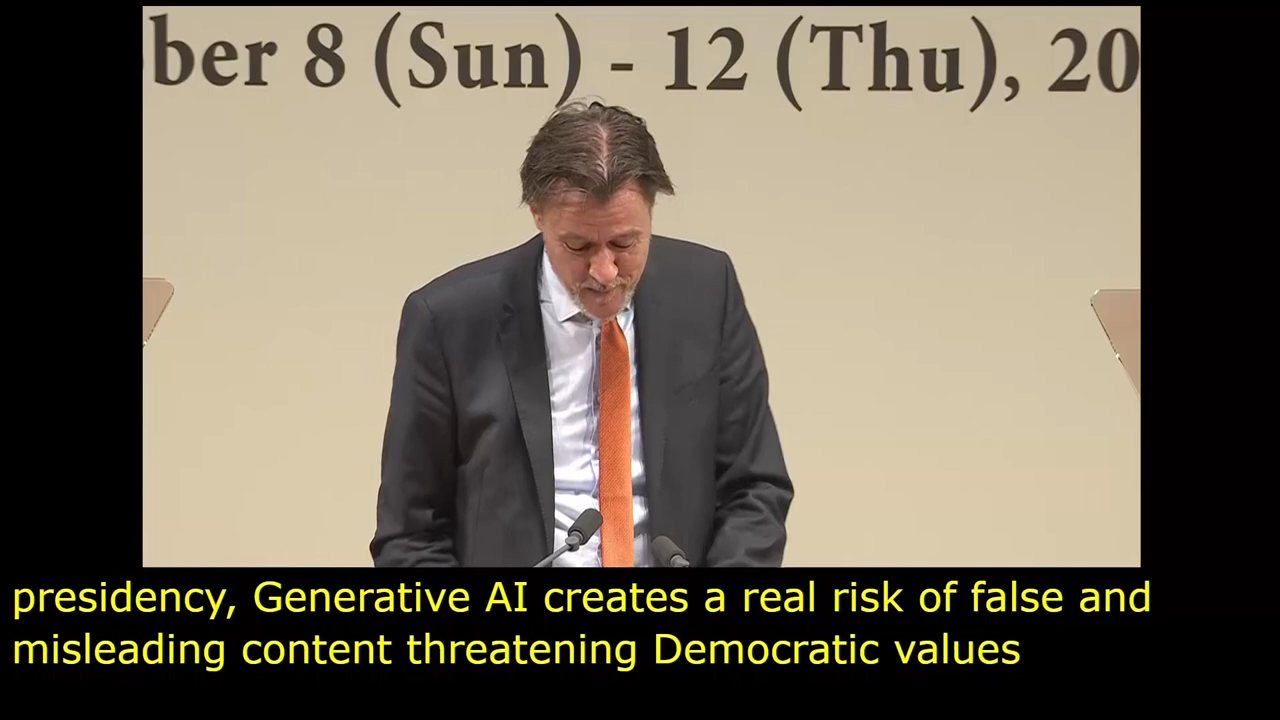 ber 8 (Sun) - 12 (Thu), 20
presidency, Generative AI creates a real risk of false and
misleading content threatening Democratic values